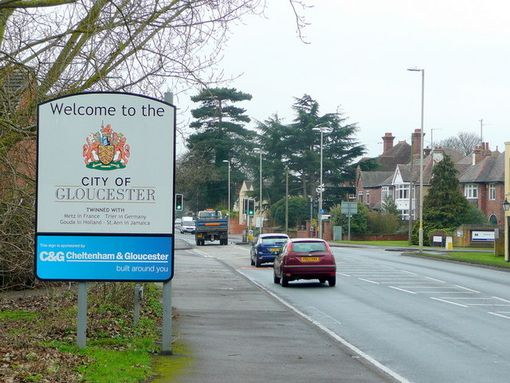 Welcome to the
CITY OF
GLOUCESTER
TWINNED WITH
Metz in France Trier in Germany
Gouda in Holland St.Ann in Jamaica
This sign is sponsored by
C&G Cheltenham & Gloucester
built around you